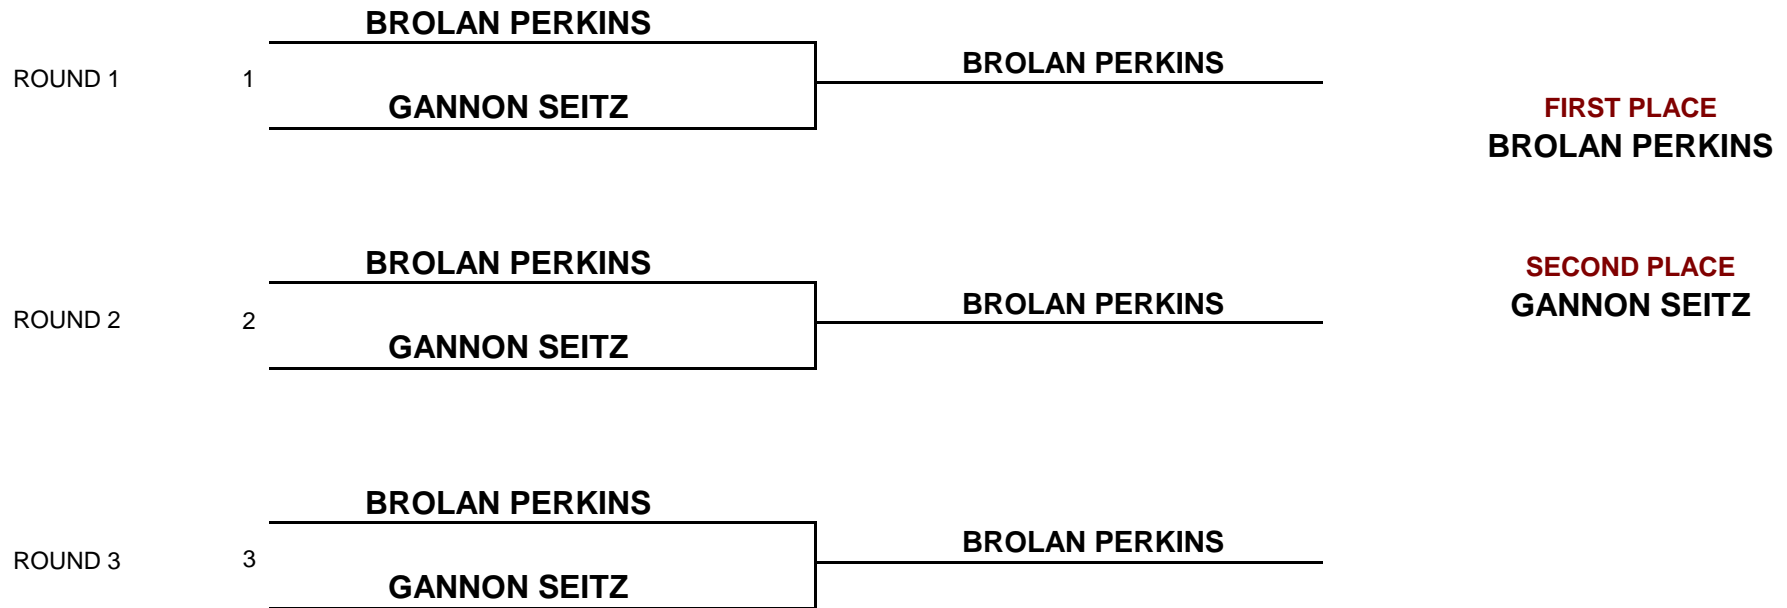 BROLAN PERKINS
ROUND 1
1
BROLAN PERKINS
GANNON SEITZ
FIRST PLACE
BROLAN PERKINS
BROLAN PERKINS
ROUND 2
2
BROLAN PERKINS
GANNON SEITZ
SECOND PLACE
GANNON SEITZ
BROLAN PERKINS
ROUND 3
3
BROLAN PERKINS
GANNON SEITZ